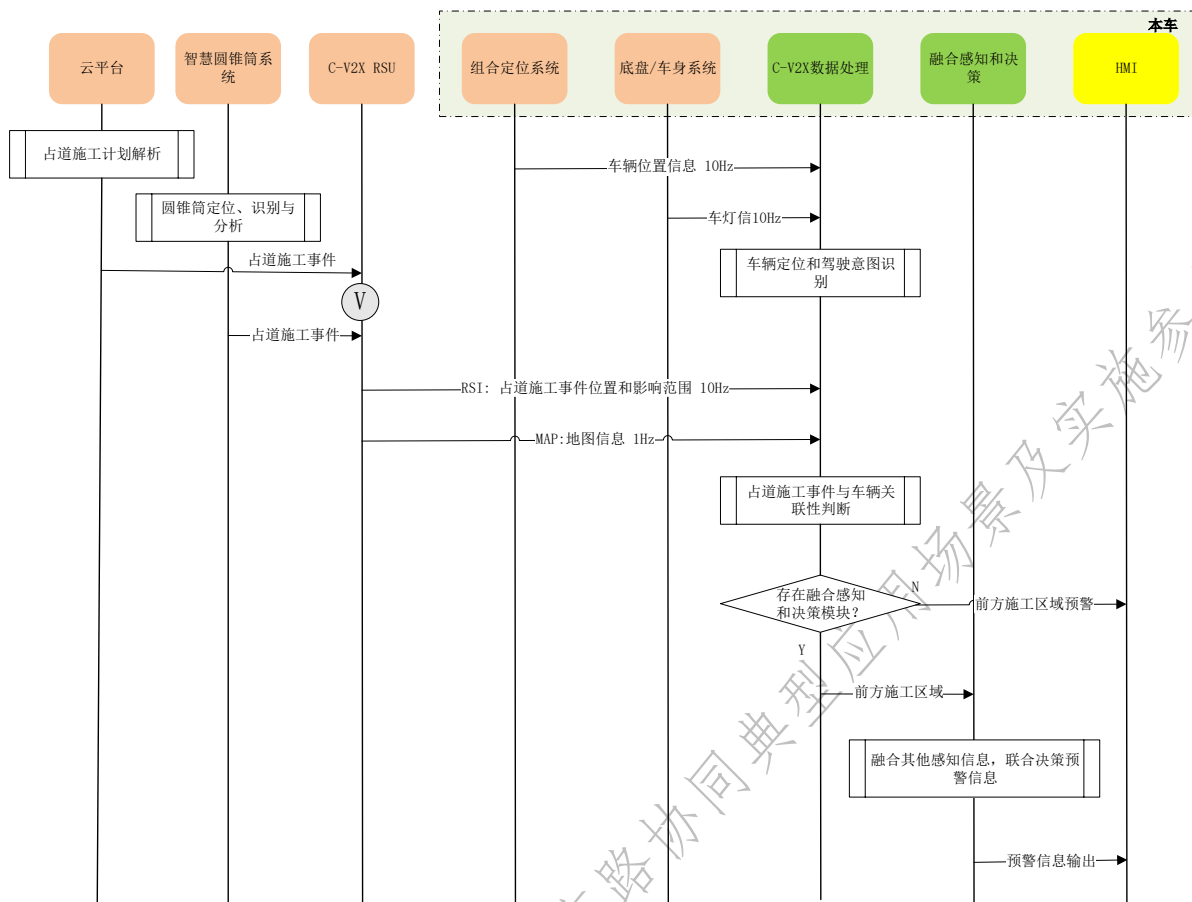 本车
云平台
智慧圆锥筒系
统
C-V2X RSU
组合定位系统
底盘/车身系统
C-V2X数据处理
融合感知和决
策
HMI
占道施工计划解析
车辆位置信息 10Hz
圆锥筒定位、识别与
分析
车灯信10Hz
占道施工事件
车辆定位和驾驶意图识
别
V
占道施工事件
RSI: 占道施工事件位置和影响范围 10Hz
MAP:地图信息 1Hz
占道施工事件与车辆关
联性判断
存在融合感知
和决策模块?
N
前方施工区域预警
Y
前方施工区域
融合其他感知信息，联合决策预
警信息
预警信息输出
路协同典型应用场景及实施参